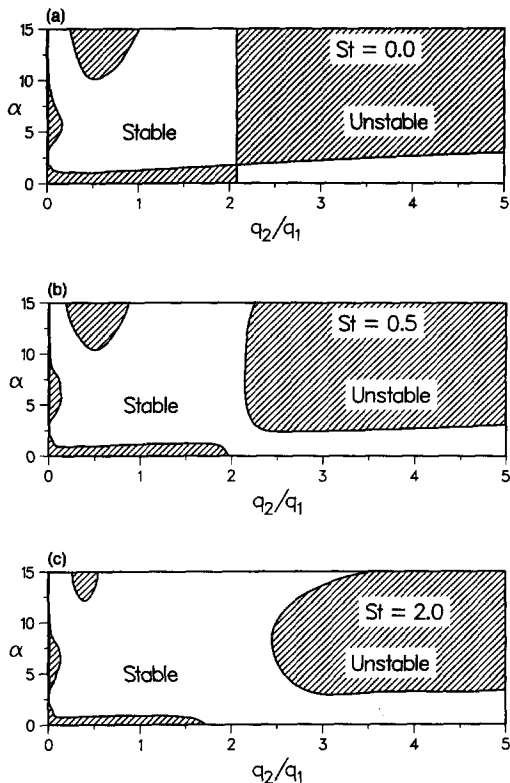 (a)
15
St = 0.0
10
α
Stable
Unstable
5
0
0 1 2 3 4 5
q₂/q₁
(b)
15
St = 0.5
10
α
Stable
Unstable
5
0
0 1 2 3 4 5
q₂/q₁
(c)
15
St = 2.0
10
α
Stable
Unstable
5
0
0 1 2 3 4 5
q₂/q₁